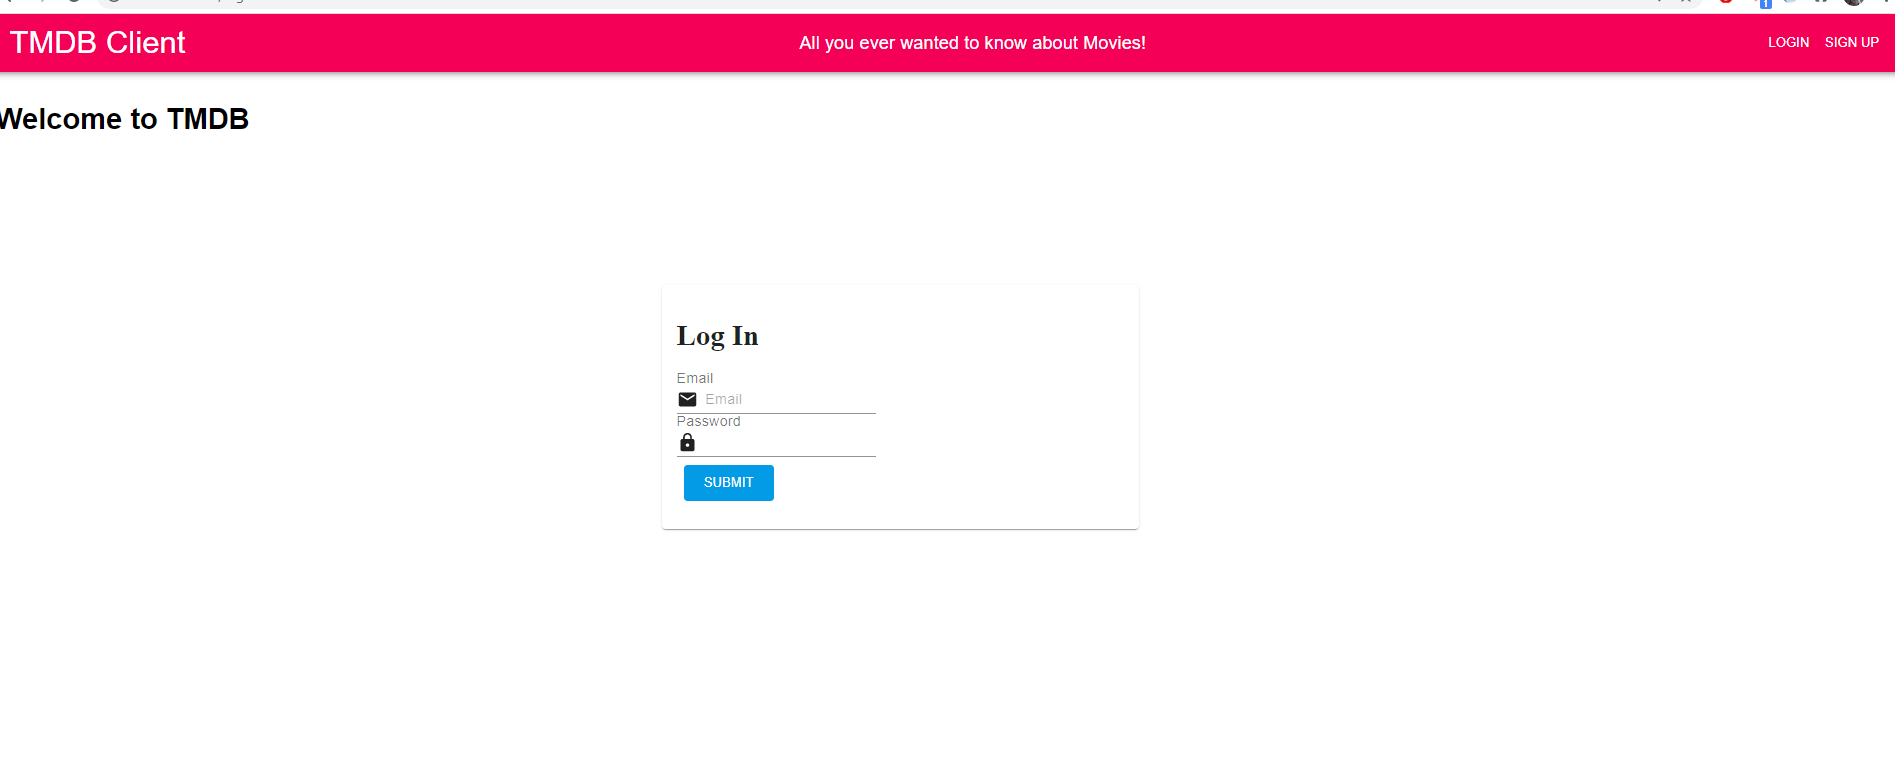 TMDB Client
All you ever wanted to know about Movies!
LOGIN SIGN UP
Welcome to TMDB
Log In
Email
Email
Password
SUBMIT